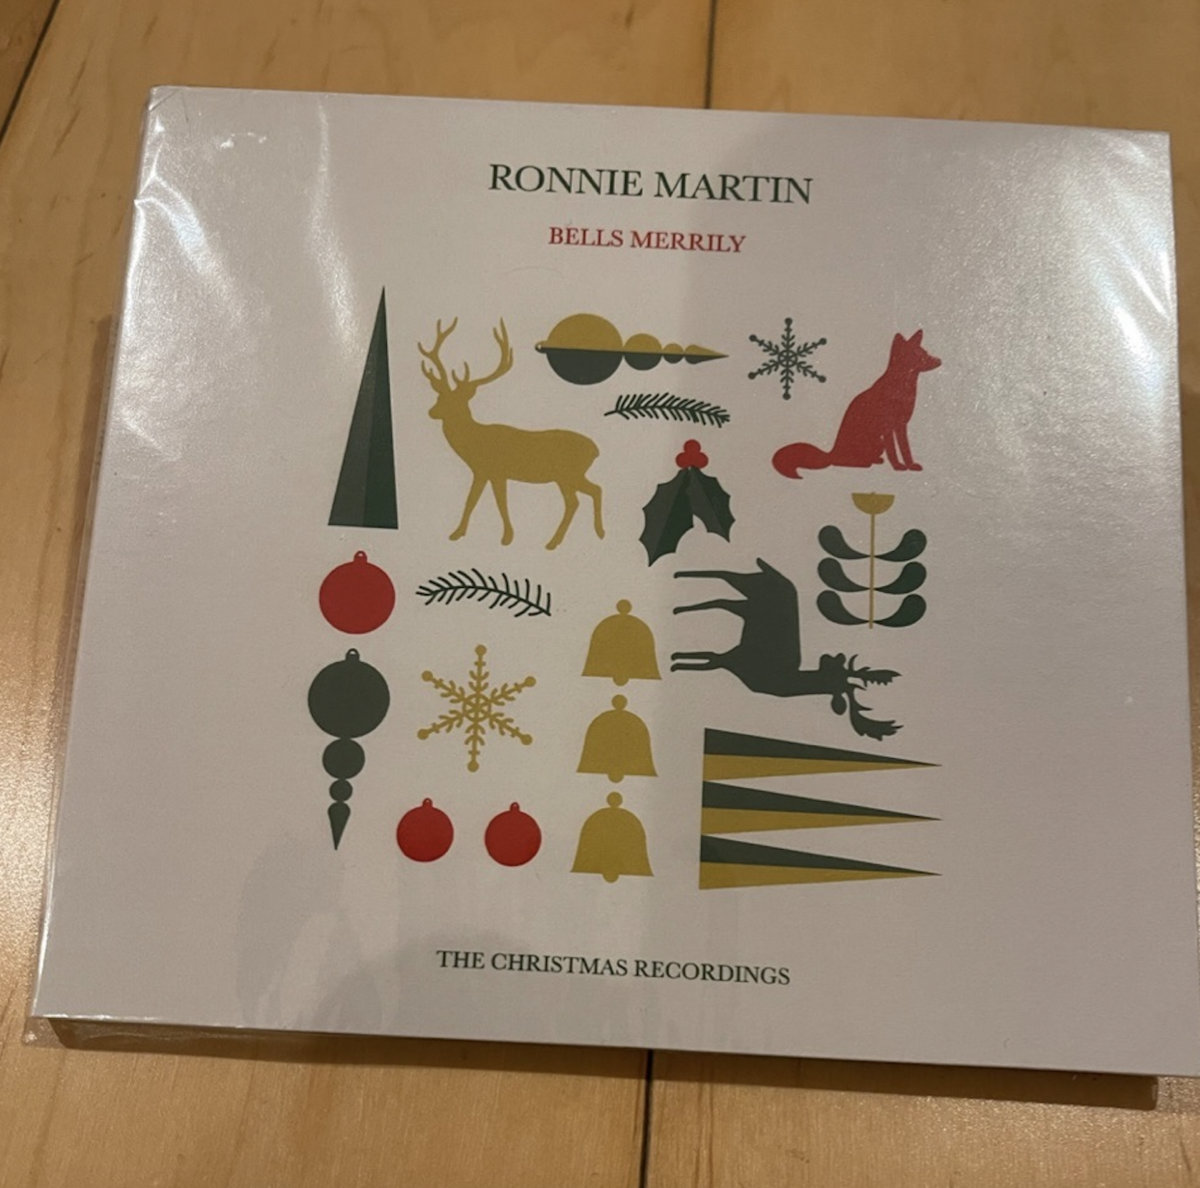 RONNIE MARTIN
BELLS MERRILY
THE CHRISTMAS RECORDINGS